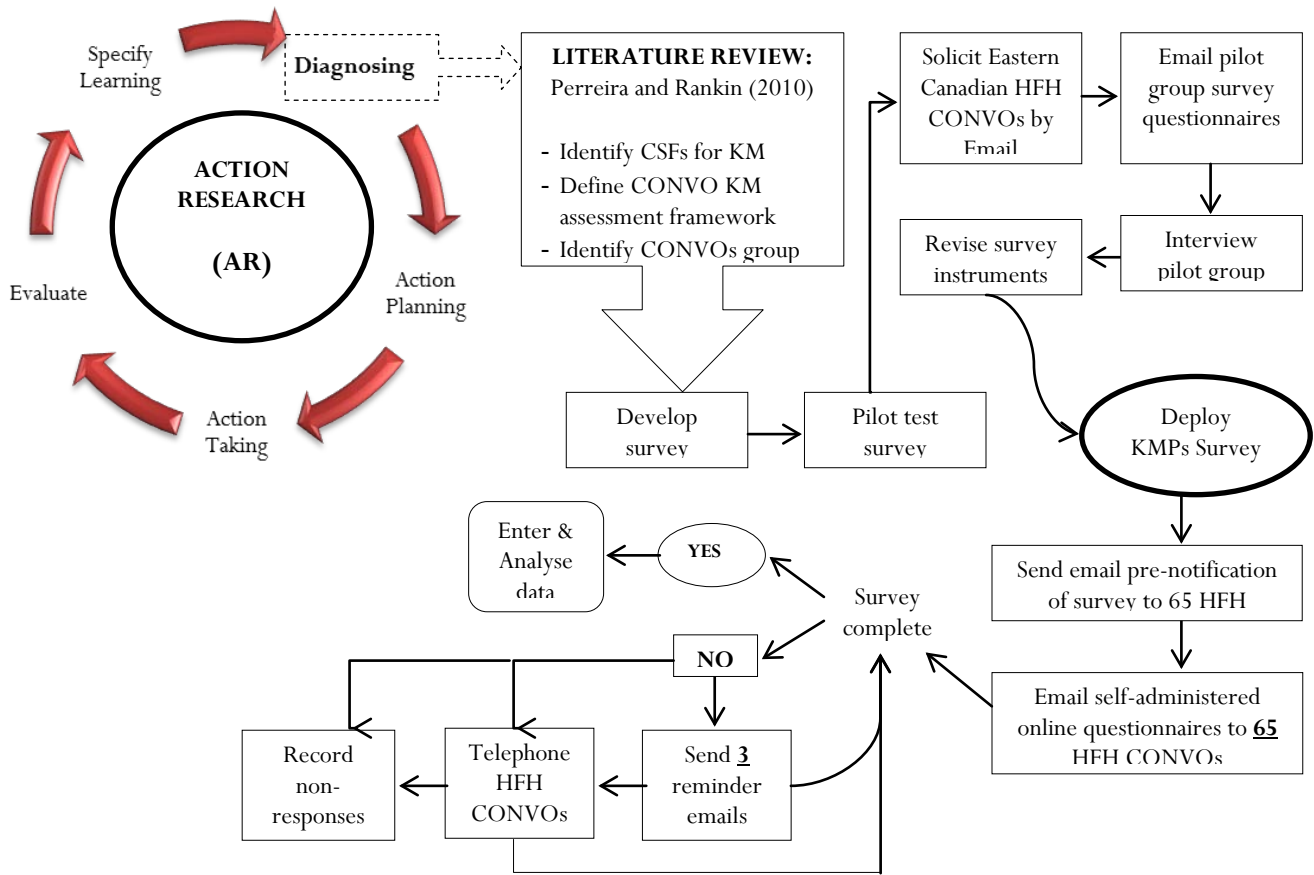 Specify
Learning
Diagnosing
ACTION
RESEARCH
(AR)
Action
Planning
Action
Taking
Evaluate
LITERATURE REVIEW:
Perreira and Rankin (2010)
- Identify CSFs for KM
- Define CONVO KM
assessment framework
- Identify CONVOs group
Develop
survey
Pilot test
survey
Solicit Eastern
Canadian HFH
CONVOs by
Email
Email pilot
group survey
questionnaires
Interview
pilot group
Revise survey
instruments
Deploy
KMPs Survey
Send email pre-notification
of survey to 65 HFH
Email self-administered
online questionnaires to 65
HFH CONVOs
Survey
complete
YES
Enter &
Analyse
data
NO
Send 3
reminder
emails
Telephone
HFH
CONVOs
Record
non-
responses